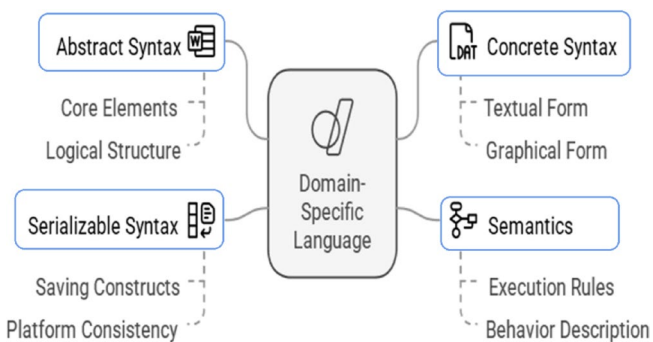 Abstract Syntax
Core Elements
Logical Structure
Serializable Syntax
Saving Constructs
Platform Consistency
Domain-
Specific
Language
Concrete Syntax
DAT
Textual Form
Graphical Form
Semantics
Execution Rules
Behavior Description
W